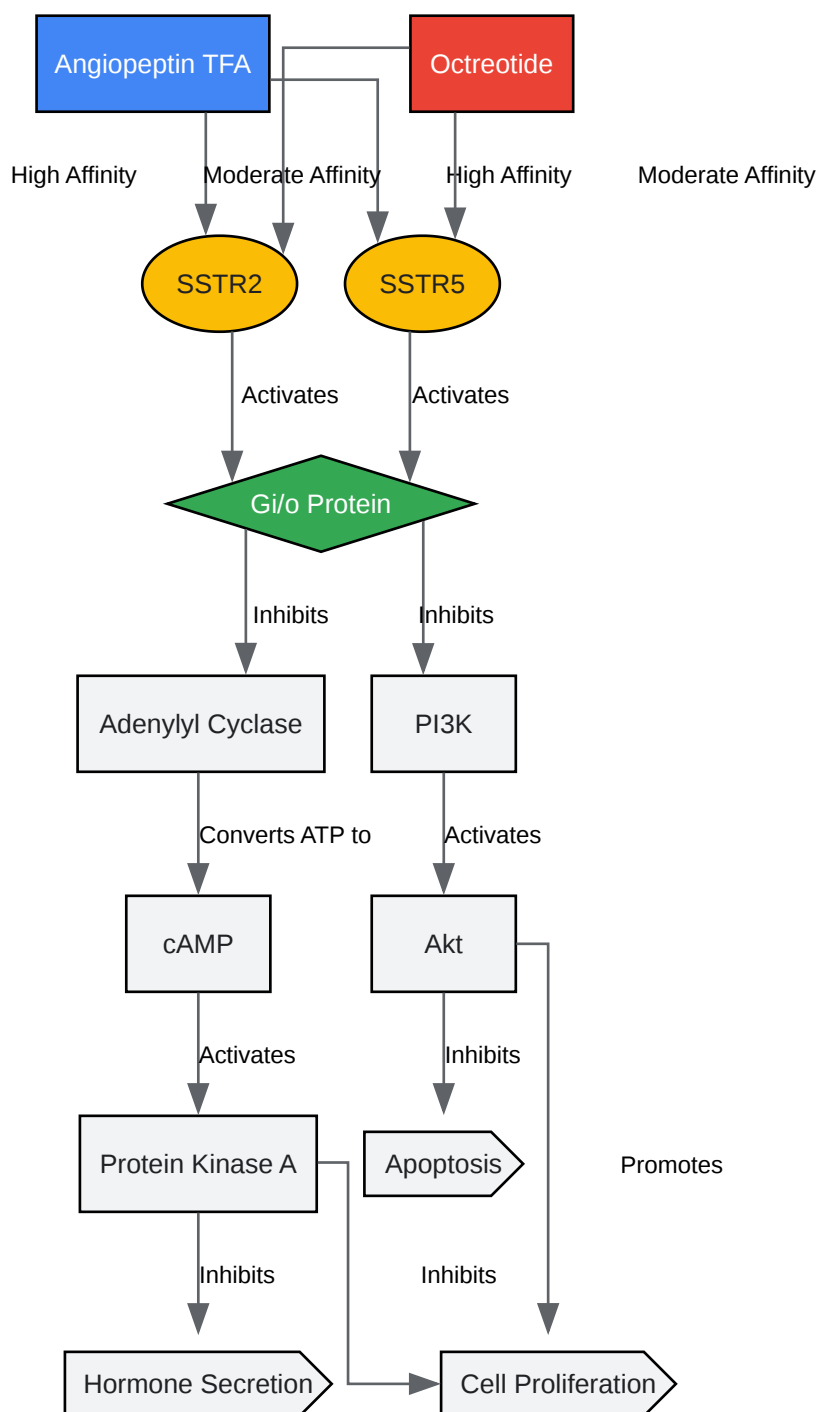 Angiopeptin TFA
Octreotide
High Affinity
Moderate Affinity
High Affinity
Moderate Affinity
SSTR2
SSTR5
Activates
Activates
Gi/o Protein
Inhibits
Inhibits
Adenylyl Cyclase
PI3K
Converts ATP to
Activates
cAMP
Akt
Activates
Inhibits
Protein Kinase A
Apoptosis
Promotes
Inhibits
Inhibits
Hormone Secretion
Cell Proliferation